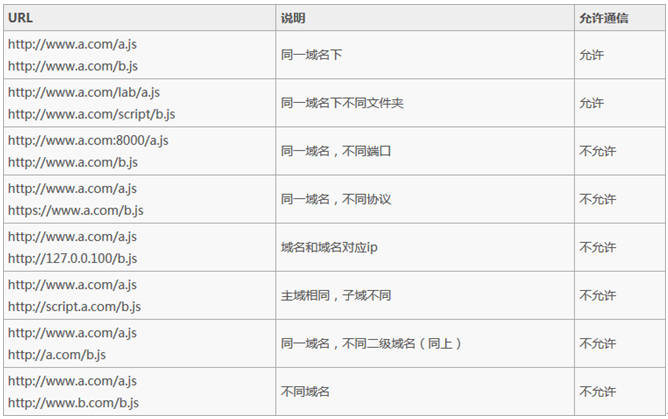 URL 说明 允许通信
http://www.a.com/a.js
http://www.a.com/b.js
同一域名下 允许
http://www.a.com/lab/a.js
http://www.a.com/script/b.js
同一域名下不同文件夹 允许
http://www.a.com:8000/a.js
http://www.a.com/b.js
同一域名，不同端口 不允许
http://www.a.com/a.js
https://www.a.com/b.js
同一域名，不同协议 不允许
http://www.a.com/a.js
http://127.0.0.100/b.js
域名和域名对应ip 不允许
http://www.a.com/a.js
http://script.a.com/b.js
主域相同，子域不同 不允许
http://www.a.com/a.js
http://a.com/b.js
同一域名，不同二级域名（同上） 不允许
http://www.a.com/a.js
http://www.b.com/b.js
不同域名 不允许